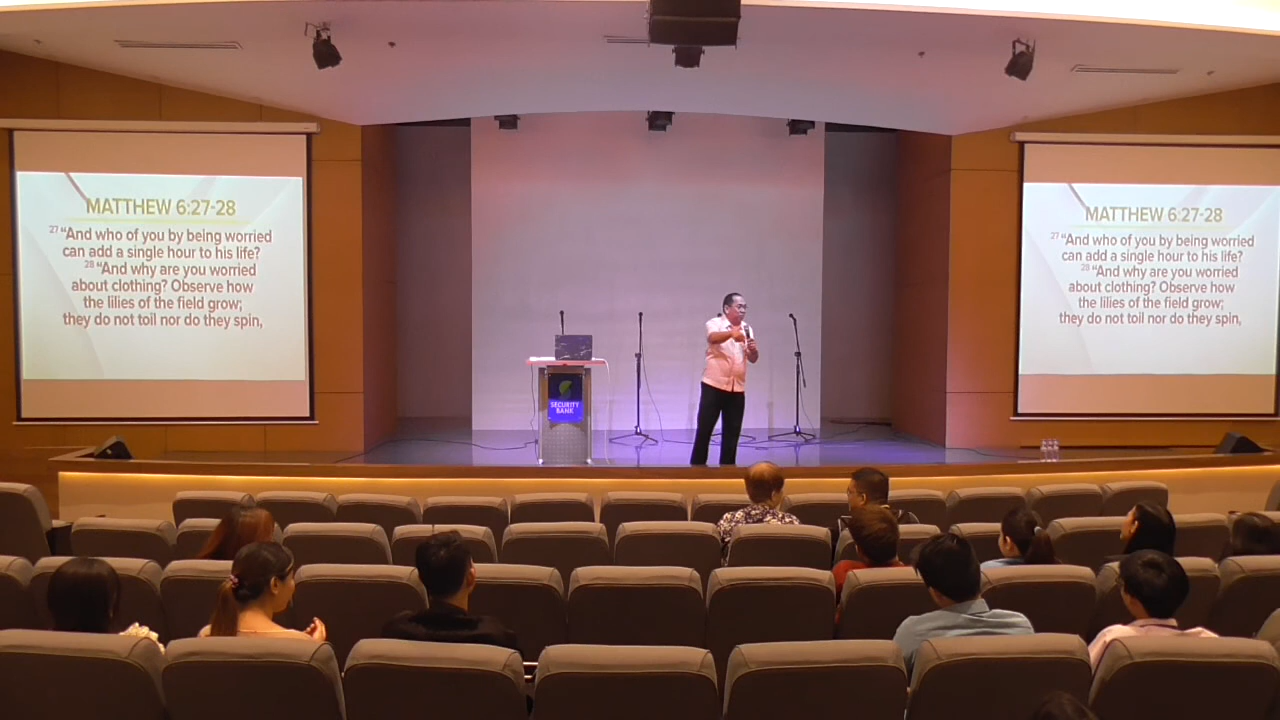 MATTHEW 6:27-28
27 “And who of you by being worried
can add a single hour to his life?
28 “And why are you worried
about clothing? Observe how
the lilies of the field grow;
they do not toil nor do they spin,
SECURITY
BANK
MATTHEW 6:27-28
27 “And who of you by being worried
can add a single hour to his life?
28 “And why are you worried
about clothing? Observe how
the lilies of the field grow;
they do not toil nor do they spin,